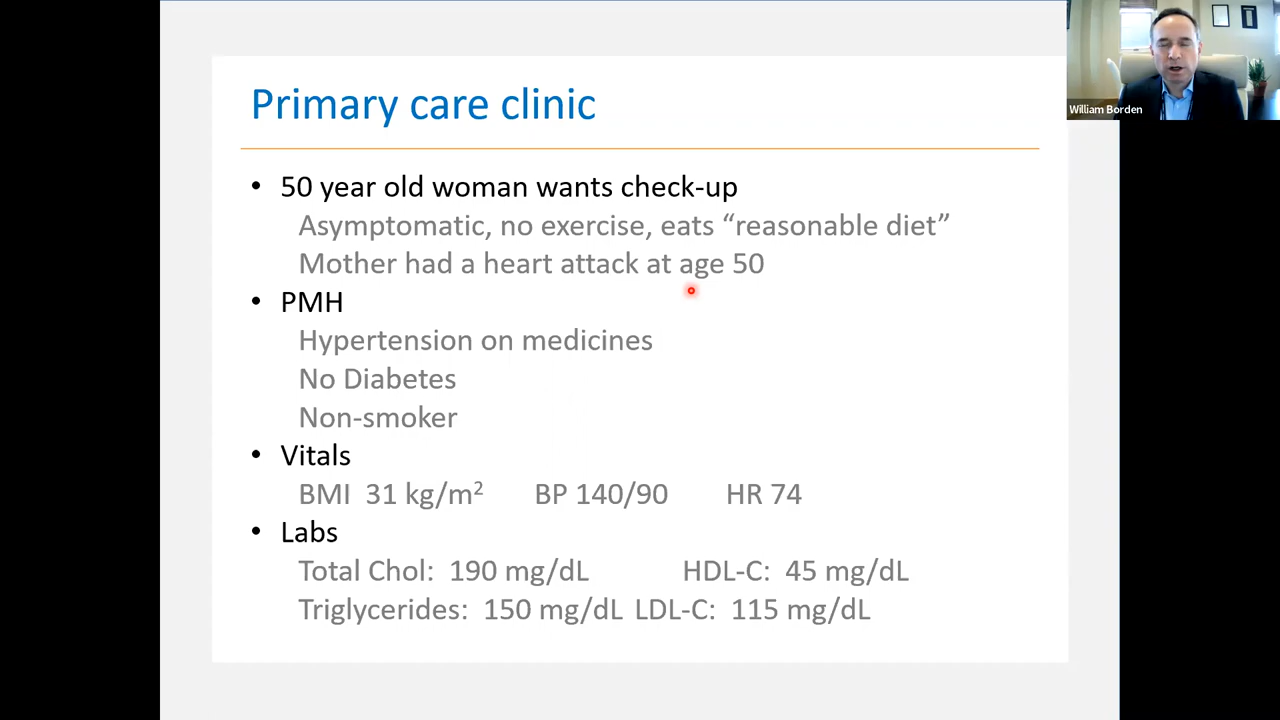 Primary care clinic
William Borden
• 50 year old woman wants check-up
Asymptomatic, no exercise, eats “reasonable diet”
Mother had a heart attack at age 50
• PMH
Hypertension on medicines
No Diabetes
Non-smoker
• Vitals
BMI 31 kg/m² BP 140/90 HR 74
• Labs
Total Chol: 190 mg/dL HDL-C: 45 mg/dL
Triglycerides: 150 mg/dL LDL-C: 115 mg/dL